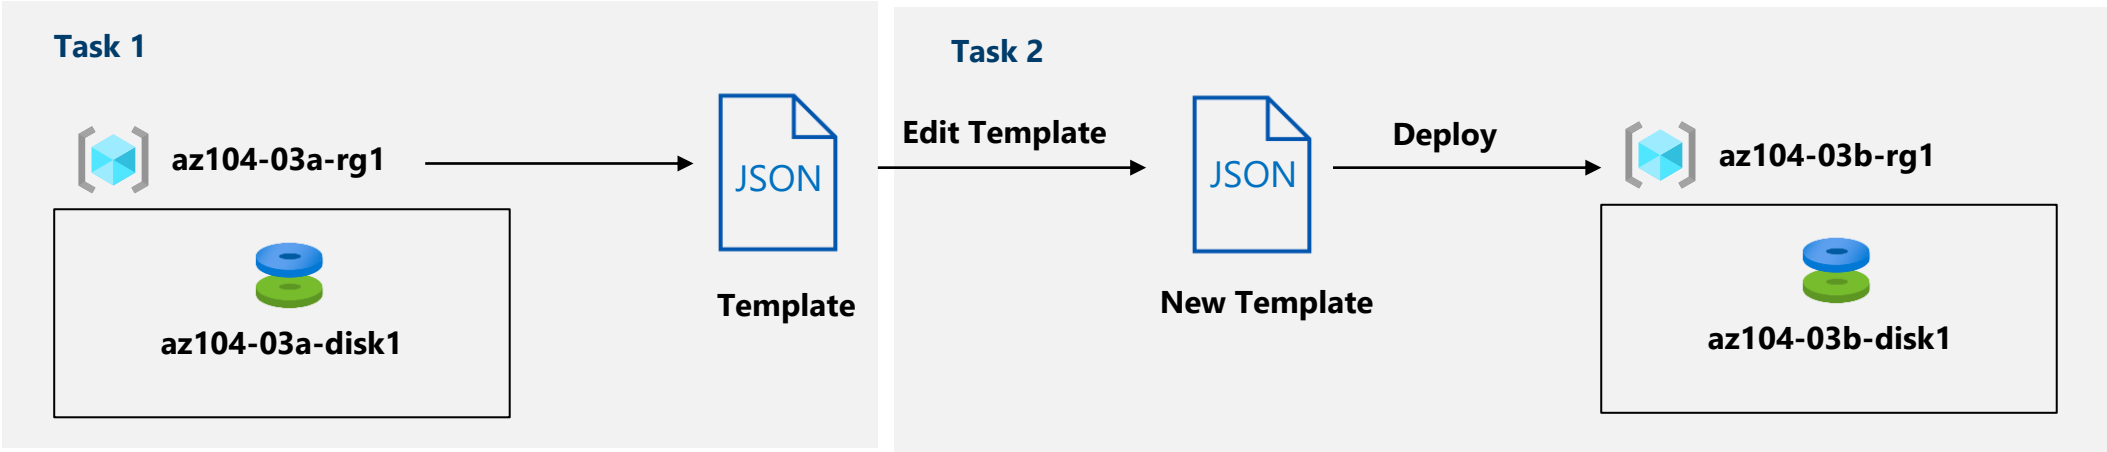 Task 1
az104-03a-rg1
JSON
Template
az104-03a-disk1
Task 2
Edit Template
JSON
New Template
Deploy
az104-03b-rg1
az104-03b-disk1